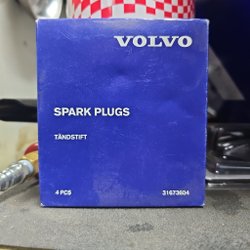 VOLVO
SPARK PLUGS
TÄNDSTIFT
4 PCS 31673604